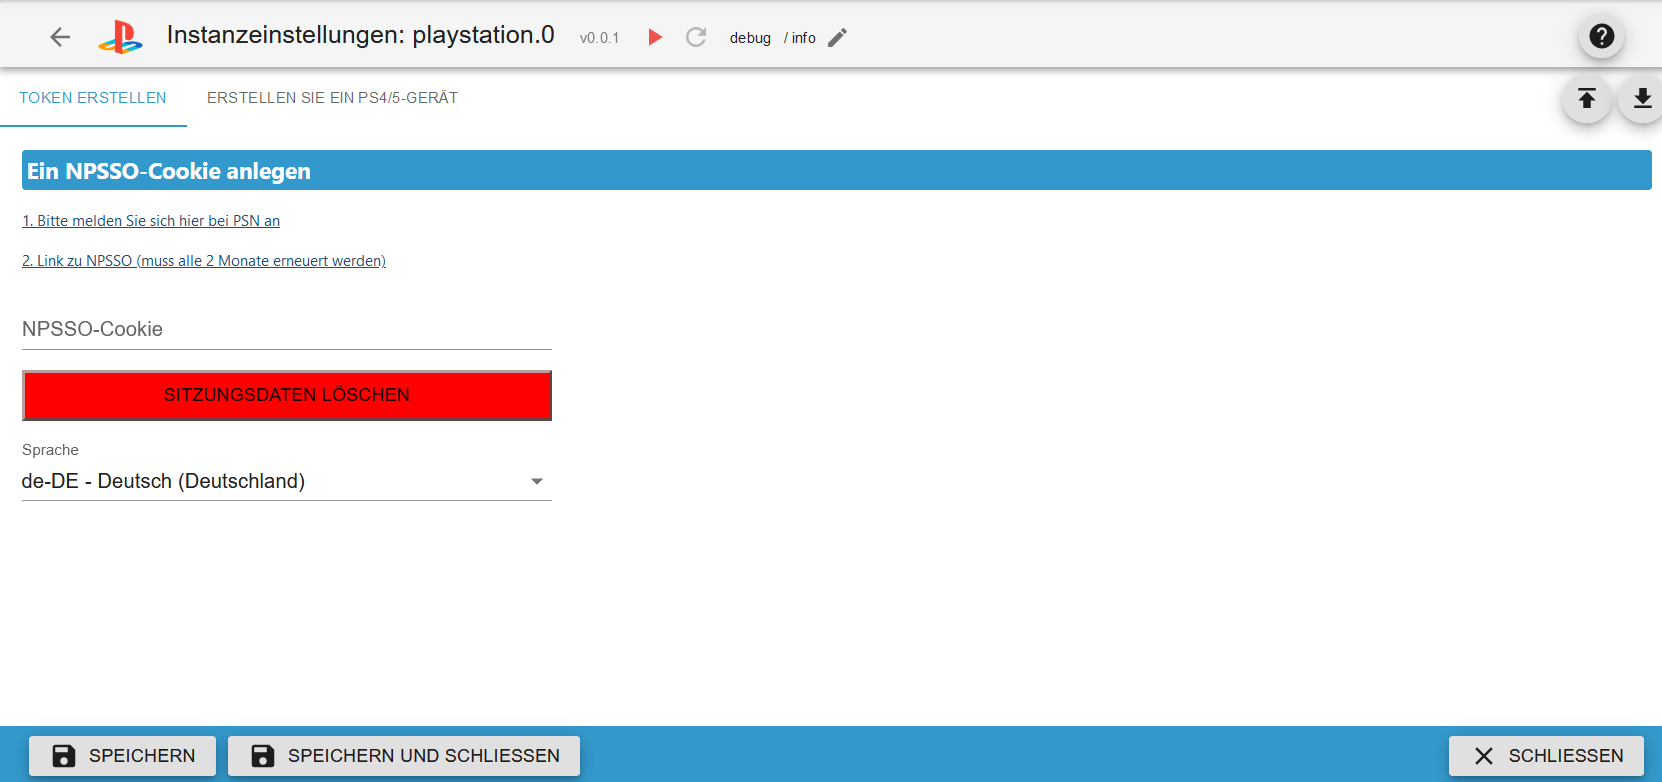 Instanzeinstellungen: playstation.0 v0.0.1 debug / info
TOKEN ERSTELLEN ERSTELLEN SIE EIN PS4/5-GERÄT
Ein NPSSO-Cookie anlegen
1. Bitte melden Sie sich hier bei PSN an
2. Link zu NPSSO (muss alle 2 Monate erneuert werden)
NPSSO-Cookie
SITZUNGSDATEN LÖSCHEN
Sprache
de-DE - Deutsch (Deutschland)
SPEICHERN SPEICHERN UND SCHLIESSEN SCHLIESSEN